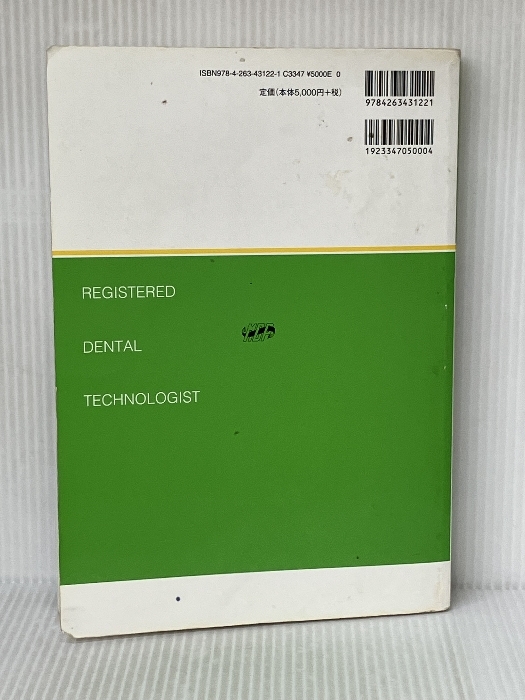 ISBN978-4-263-43122-1 C3347 ¥5000E 0
定価(本体5,000円+税)
9784263431221
1923347050004
REGISTERED
DENTAL
TECHNOLOGIST